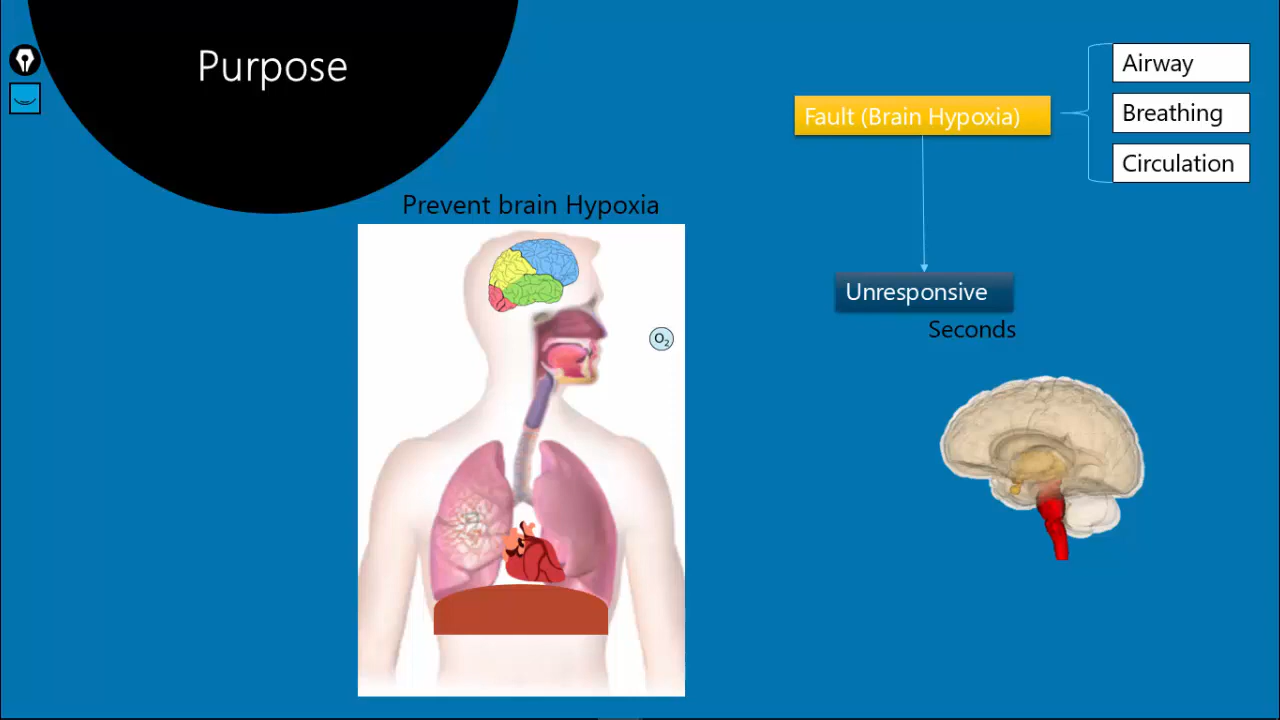 Purpose
Prevent brain Hypoxia
O₂
Fault (Brain Hypoxia)
Airway
Breathing
Circulation
Unresponsive
Seconds